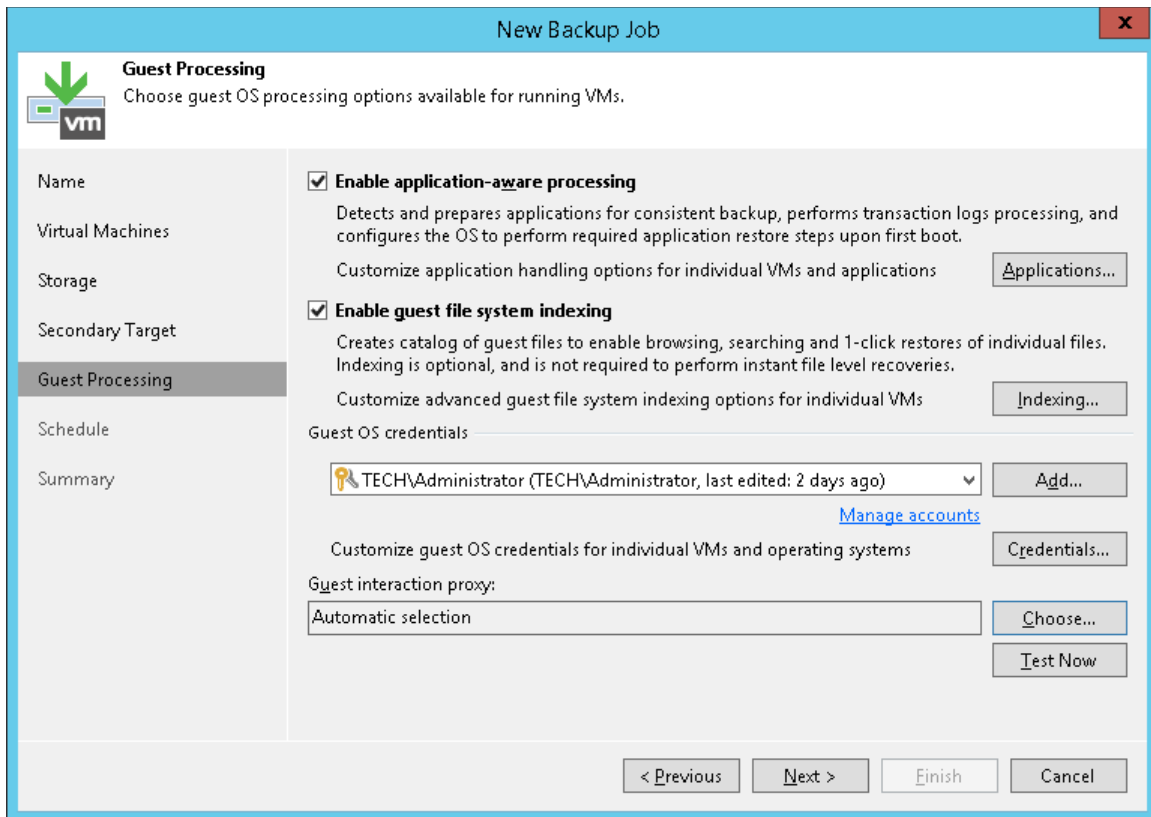 New Backup Job
x
Guest Processing
Choose guest OS processing options available for running VMs.
vm
Name
Virtual Machines
Storage
Secondary Target
Guest Processing
Schedule
Summary
Enable application-aware processing
Detects and prepares applications for consistent backup, performs transaction logs processing, and
configures the OS to perform required application restore steps upon first boot.
Customize application handling options for individual VMs and applications
Applications...
Enable guest file system indexing
Creates catalog of guest files to enable browsing, searching and 1-click restores of individual files.
Indexing is optional, and is not required to perform instant file level recoveries.
Customize advanced guest file system indexing options for individual VMs
Indexing...
Guest OS credentials
TECH\Administrator (TECH\Administrator, last edited: 2 days ago)
Add...
Manage accounts
Customize guest OS credentials for individual VMs and operating systems
Credentials...
Guest interaction proxy:
Automatic selection
Choose...
Test Now
< Previous
Next >
Finish
Cancel